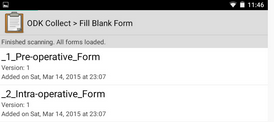 11:46
ODK Collect > Fill Blank Form
Finished scanning. All forms loaded.
_1_Pre-operative_Form
Version: 1
Added on Sat, Mar 14, 2015 at 23:07
_2_Intra-operative_Form
Version: 1
Added on Sat, Mar 14, 2015 at 23:07